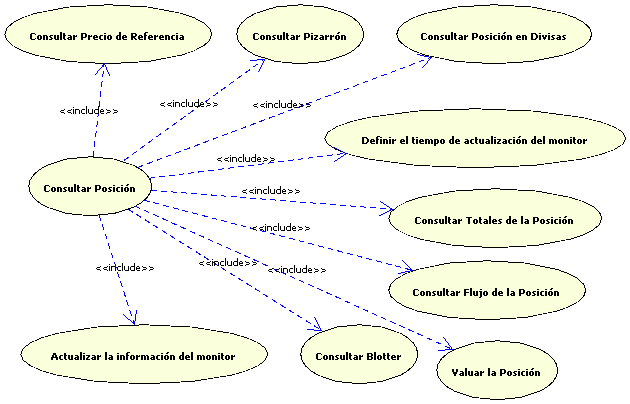 Consultar Precio de Referencia
Consultar Pizarrón
Consultar Posición en Divisas
<<include>>
<<include>>
<<include>>
Definir el tiempo de actualización del monitor
<<include>>
Consultar Posición
<<include>>
Consultar Totales de la Posición
<<include>>
<<include>>
<<include>>
<<include>>
Consultar Flujo de la Posición
Actualizar la información del monitor
Consultar Blotter
Valuar la Posición